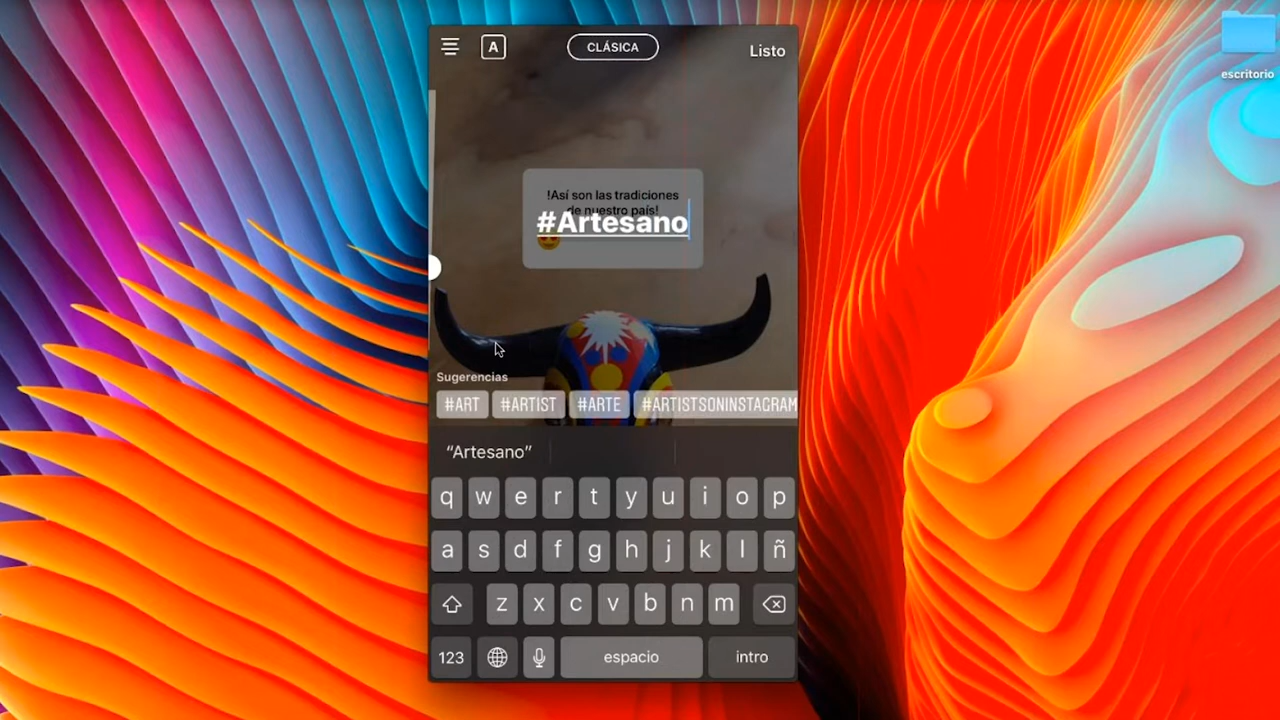 A
CLÁSICA
Listo
escritorio
!Así son las tradiciones
de nuestro país!
#Artesano
Sugerencias
#ART #ARTIST #ARTE #ARTISTSONINSTAGRAM
“Artesano”
q w e r t y u i o p
a s d f g h j k l ñ
z x c v b n m
123 espacio intro